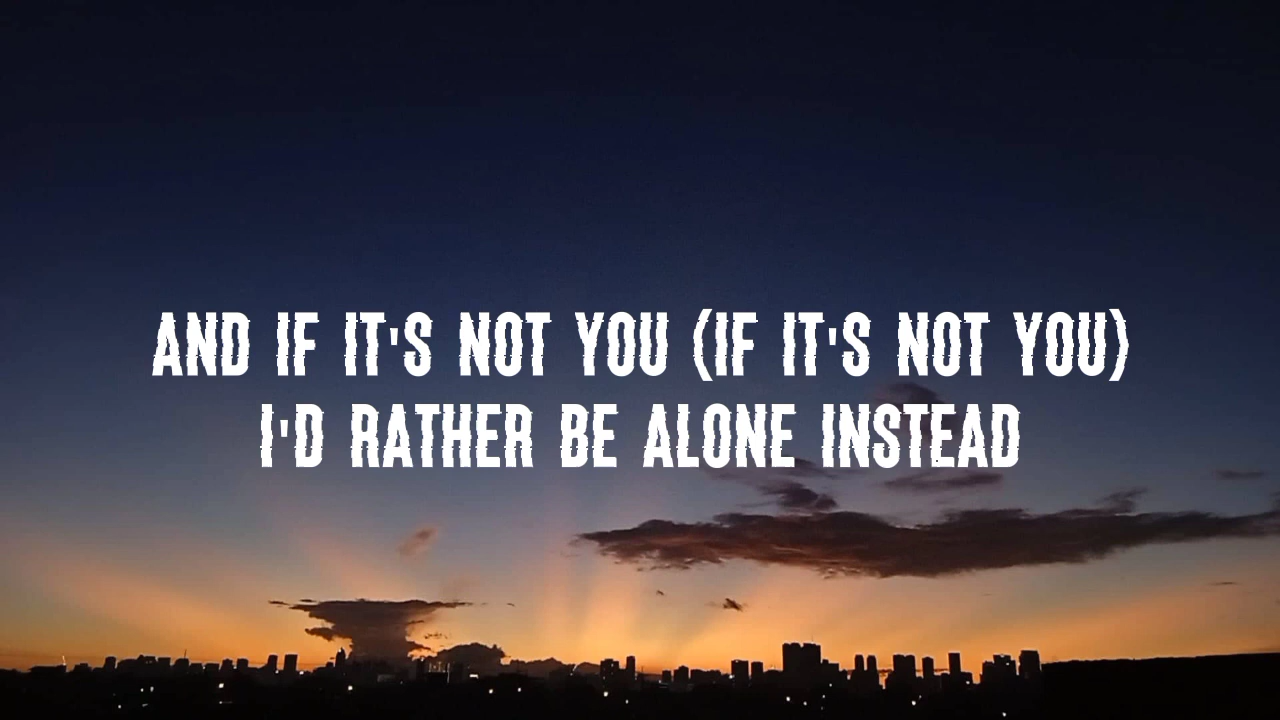 AND IF IT'S NOT YOU (IF IT'S NOT YOU)
I'D RATHER BE ALONE INSTEAD